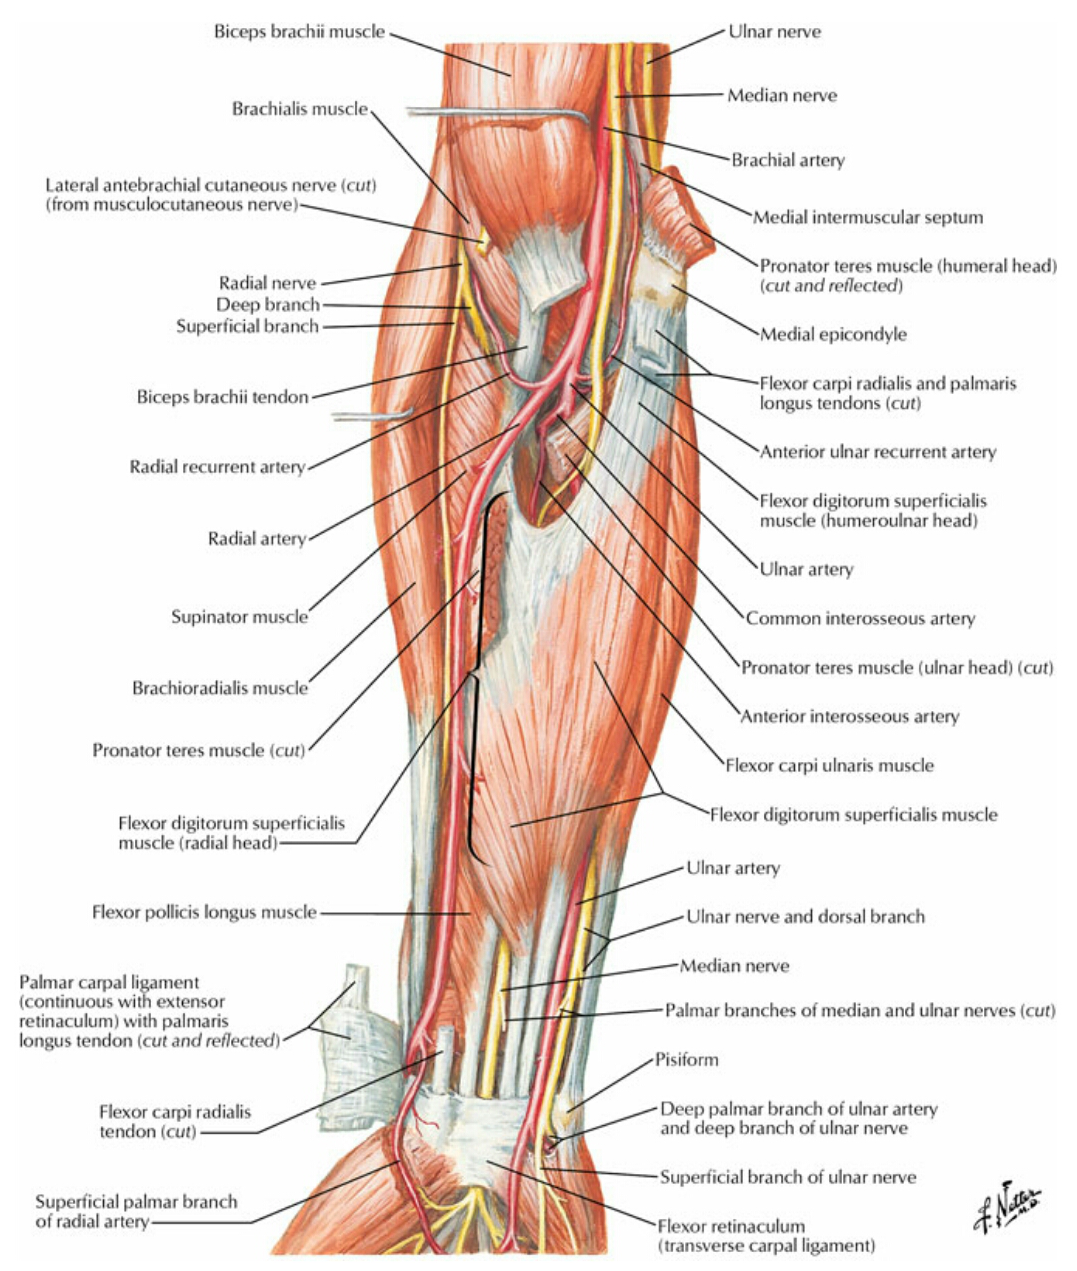 Biceps brachii muscle
Brachialis muscle
Lateral antebrachial cutaneous nerve (cut)
(from musculocutaneous nerve)
Radial nerve
Deep branch
Superficial branch
Biceps brachii tendon
Radial recurrent artery
Radial artery
Supinator muscle
Brachioradialis muscle
Pronator teres muscle (cut)
Flexor digitorum superficialis
muscle (radial head)
Flexor pollicis longus muscle
Palmar carpal ligament
(continuous with extensor
retinaculum) with palmaris
longus tendon (cut and reflected)
Flexor carpi radialis
tendon (cut)
Superficial palmar branch
of radial artery
Ulnar nerve
Median nerve
Brachial artery
Medial intermuscular septum
Pronator teres muscle (humeral head)
(cut and reflected)
Medial epicondyle
Flexor carpi radialis and palmaris
longus tendons (cut)
Anterior ulnar recurrent artery
Flexor digitorum superficialis
muscle (humeroulnar head)
Ulnar artery
Common interosseous artery
Pronator teres muscle (ulnar head) (cut)
Anterior interosseous artery
Flexor carpi ulnaris muscle
Flexor digitorum superficialis muscle
Ulnar artery
Ulnar nerve and dorsal branch
Median nerve
Palmar branches of median and ulnar nerves (cut)
Pisiform
Deep palmar branch of ulnar artery
and deep branch of ulnar nerve
Superficial branch of ulnar nerve
Flexor retinaculum
(transverse carpal ligament)
F. Netter
M.D.